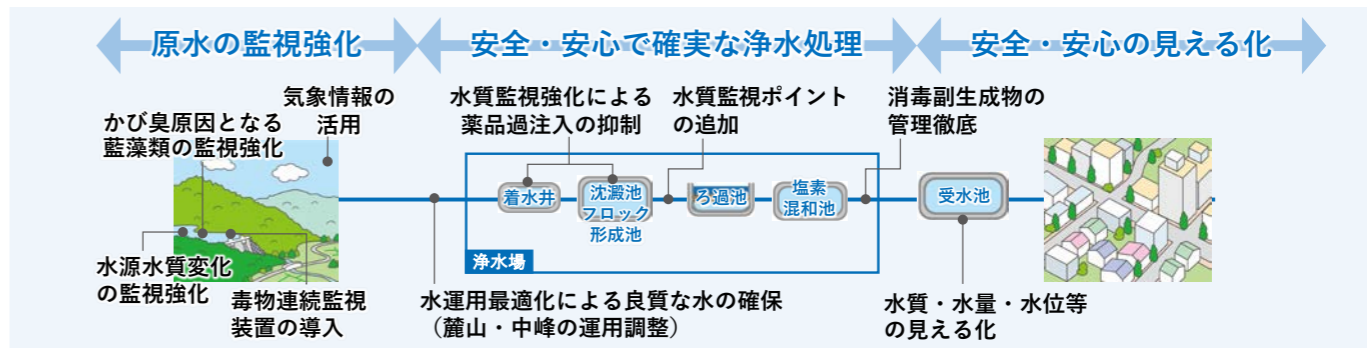 原水の監視強化
安全・安心で確実な浄水処理
安全・安心の見える化
気象情報の
活用
かび臭原因となる
藍藻類の監視強化
水源水質変化
の監視強化
毒物連続監視
装置の導入
水質監視強化による
薬品過注入の抑制
水質監視ポイント
の追加
消毒副生成物の
管理徹底
着水井
沈澱池
フロック
形成池
ろ過池
塩素
混和池
受水池
浄水場
水運用最適化による良質な水の確保
（麓山・中峰の運用調整）
水質・水量・水位等
の見える化